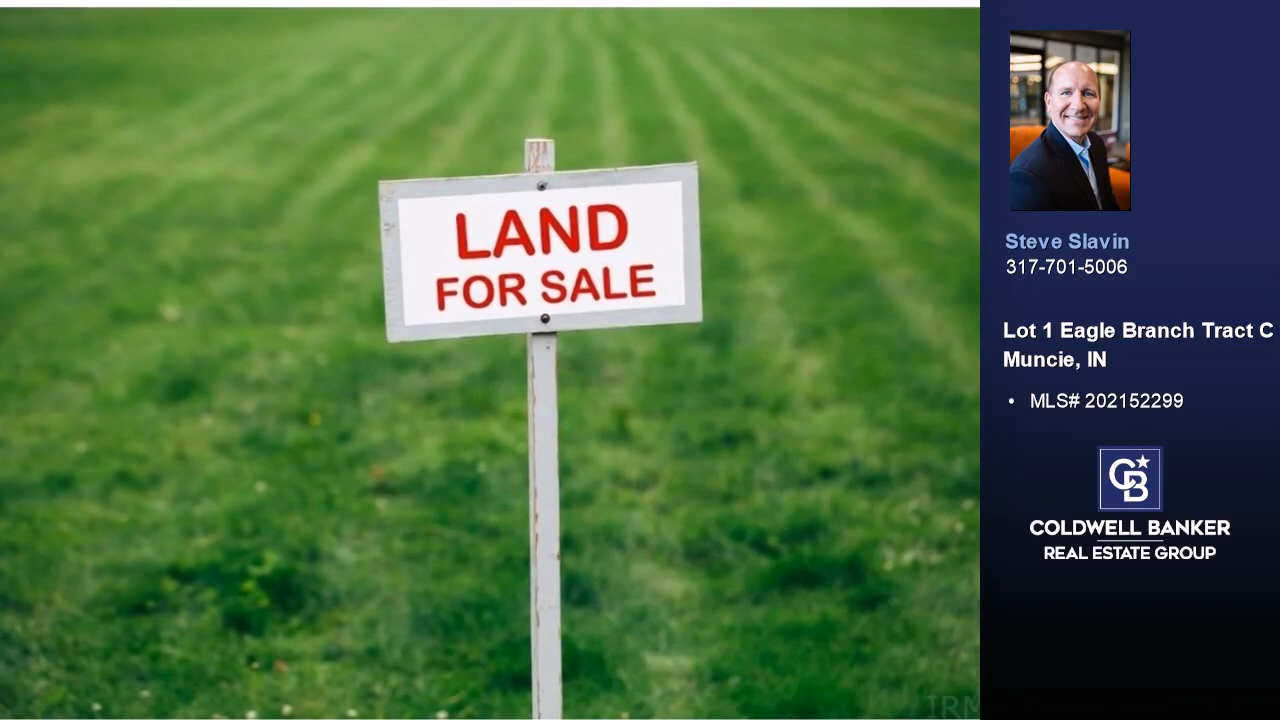 LAND
FOR SALE
Steve Slavin
317-701-5006
Lot 1 Eagle Branch Tract C
Muncie, IN
• MLS# 202152299
CB
COLDWELL BANKER
REAL ESTATE GROUP